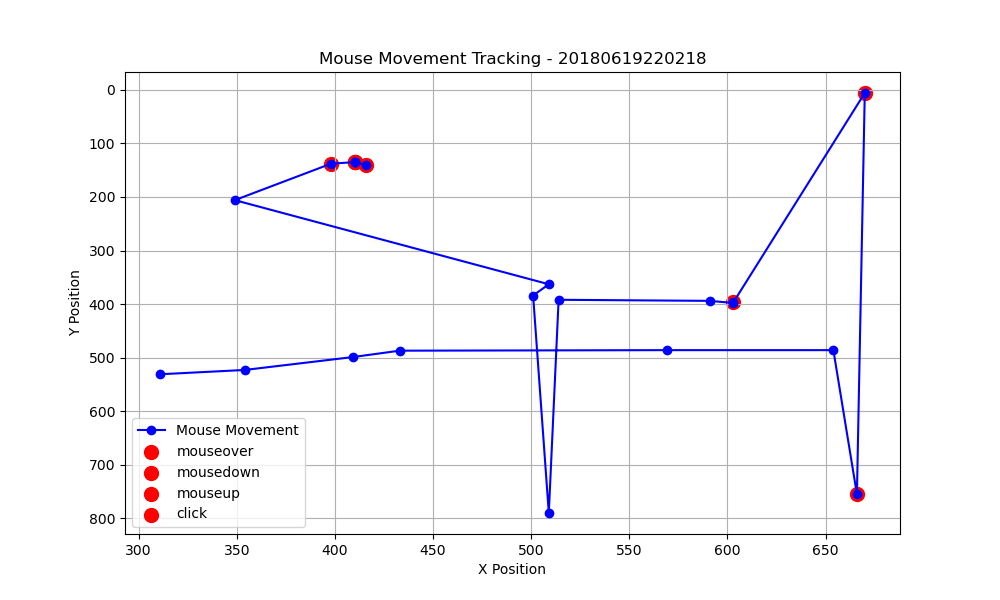 Mouse Movement Tracking - 20180619220218
Y Position
0
100
200
300
400
500
600
700
800
Mouse Movement
mouseover
mousedown
mouseup
click
300 350 400 450 500 550 600 650
X Position